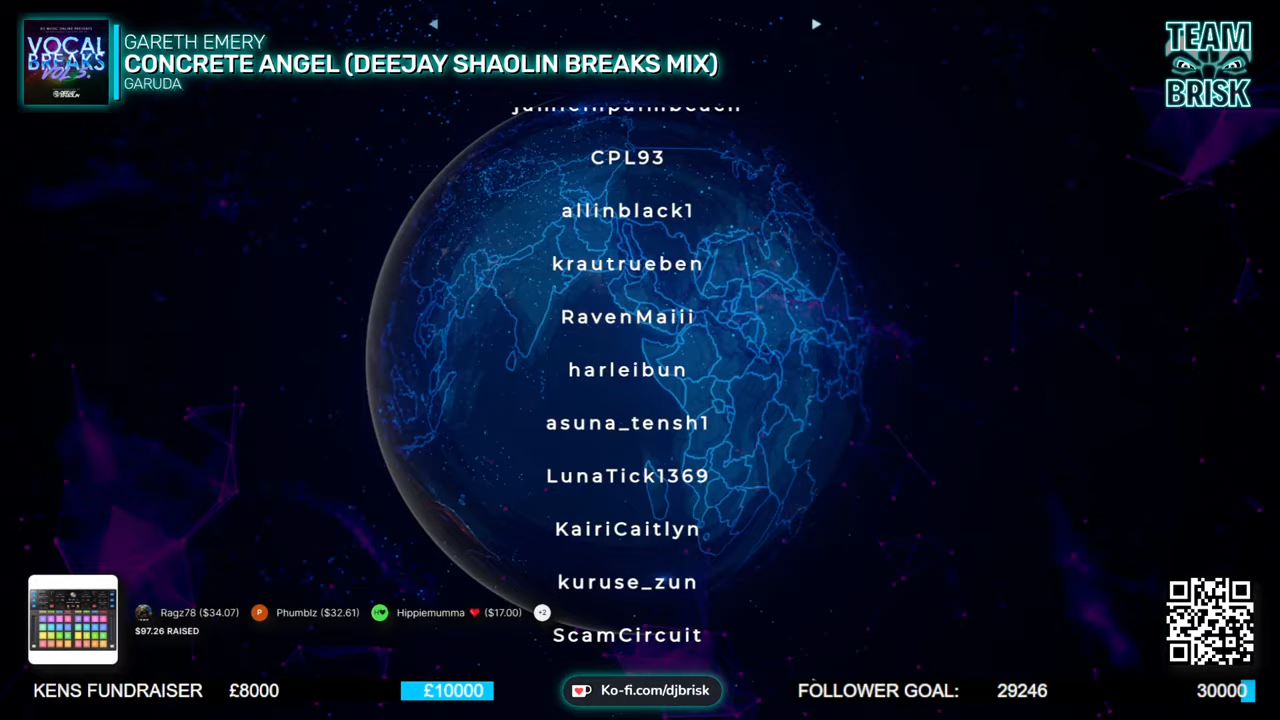 VOCAL
BREAKS
VOL 3.
GARETH EMERY
CONCRETE ANGEL (DEEJAY SHAOLIN BREAKS MIX)
GARUDA
TEAM
BRISK
CPL93
allinblack1
krautrueben
RavenMaiii
harleibun
asuna_tensh1
LunaTick1369
KairiCaitlyn
kuruse_zun
ScamCircuit
Ragz78 ($34.07) P Phumblz ($32.61) Hippiemumma ❤ ($17.00) +2
$97.26 RAISED
KENS FUNDRAISER £8000 £10000 Ko-fi.com/djbrisk FOLLOWER GOAL: 29246 30000